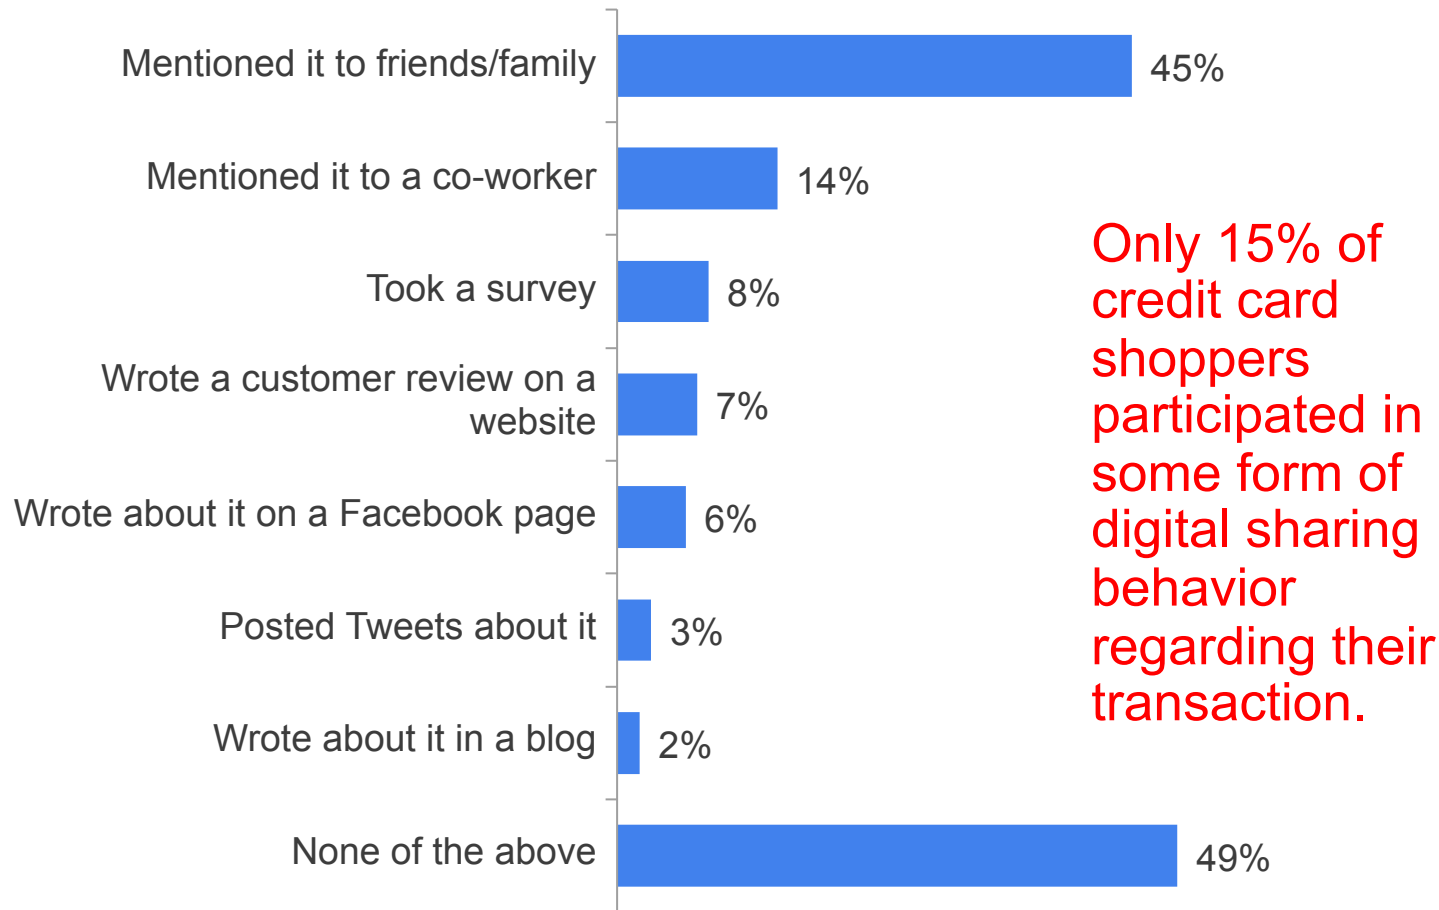 Mentioned it to friends/family
45%
Mentioned it to a co-worker
14%
Took a survey
8%
Wrote a customer review on a
website
7%
Wrote about it on a Facebook page
6%
Posted Tweets about it
3%
Wrote about it in a blog
2%
None of the above
49%
Only 15% of
credit card
shoppers
participated in
some form of
digital sharing
behavior
regarding their
transaction.